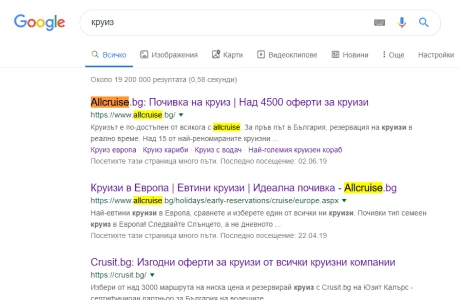 Google
круиз
Всичко Изображения Карти Видеоклипове Новини Още Настройки
Около 19 200 000 резултата (0,58 секунди)
Allcruise.bg: Почивка на круиз | Над 4500 оферти за круизи
https://www.allcruise.bg/
Круизът е по-достъпен от всякога с allcruise. За пръв път в България, резервация на круизи в
реално време. Над 15 от най-реномираните круизни ...
Круиз европа Круиз кариби Круиз с водач Най-големия круизен кораб
Посетихте тази страница много пъти. Последно посещение: 02.06.19
Круизи в Европа | Евтини круизи | Идеална почивка - Allcruise.bg
https://www.allcruise.bg/holidays/early-reservations/cruise/europe.aspx
Най-евтини круизи в Европа, сравнете и изберете един от всички ни круизи. Почивки тип семеен
круиз в Европа! Следвайте Слънцето, а не дневното ...
Посетихте тази страница много пъти. Последно посещение: 22.04.19
Crusit.bg: Изгодни оферти за круизи от всички круизни компании
https://crusit.bg/
Избери от над 3000 маршрута на ниска цена и резервирай круиз с Crusit.bg на Юзит Калърс -
сертифициран партньор за България на водещите